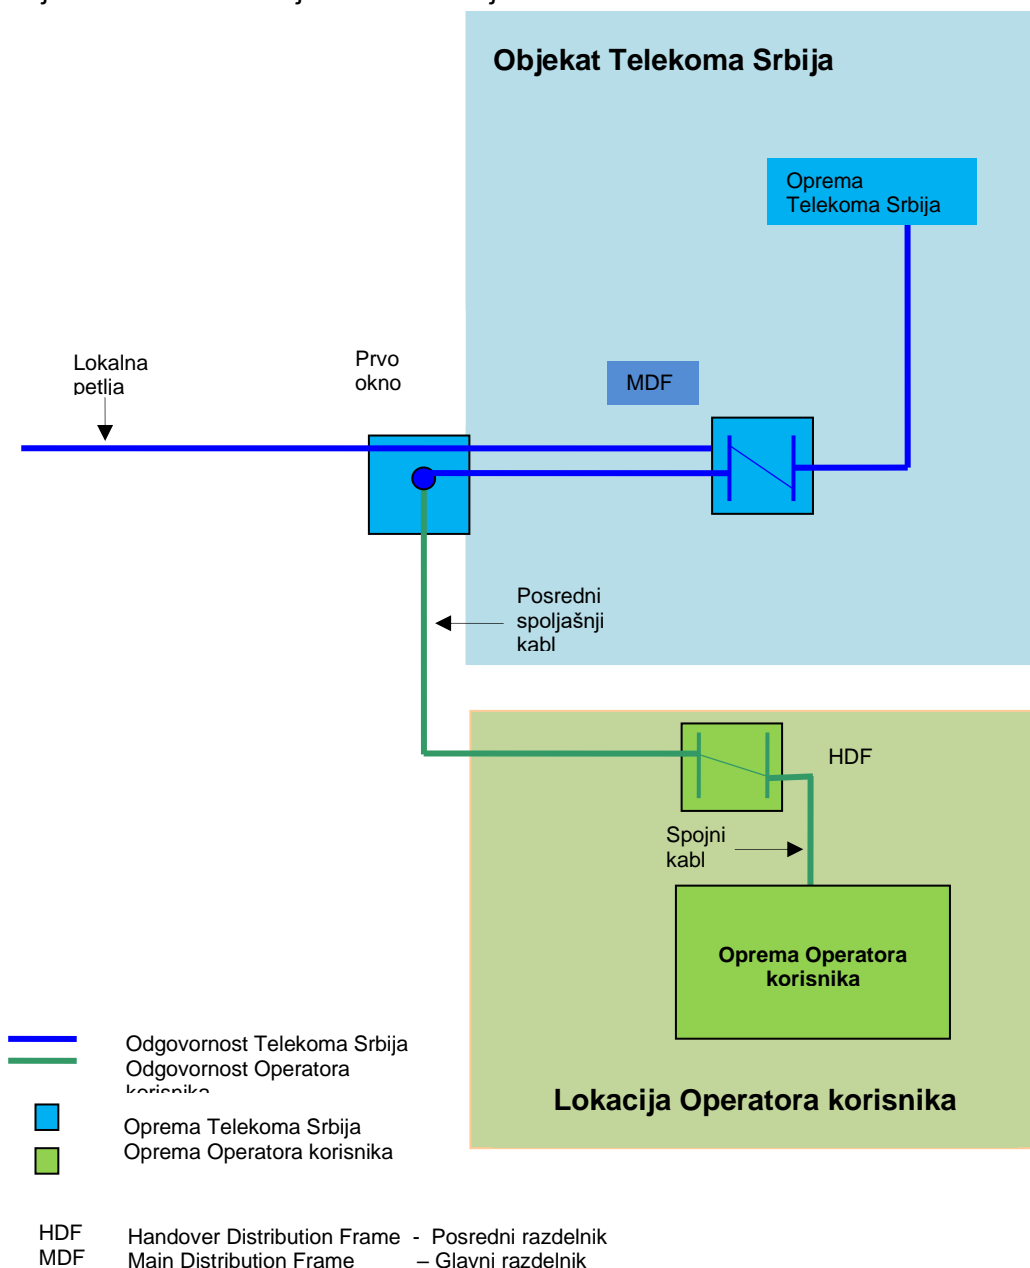 Objekat Telekoma Srbija
Oprema
Telekoma Srbija
Lokalna
petlja
Prvo
okno
MDF
Posredni
spoljašnji
kabl
HDF
Spojni
kabl
Oprema Operatora
korisnika
Lokacija Operatora korisnika
Odgovornost Telekoma Srbija
Odgovornost Operatora
korisnika
Oprema Telekoma Srbija
Oprema Operatora korisnika
HDF Handover Distribution Frame - Posredni razdelnik
MDF Main Distribution Frame – Glavni razdelnik